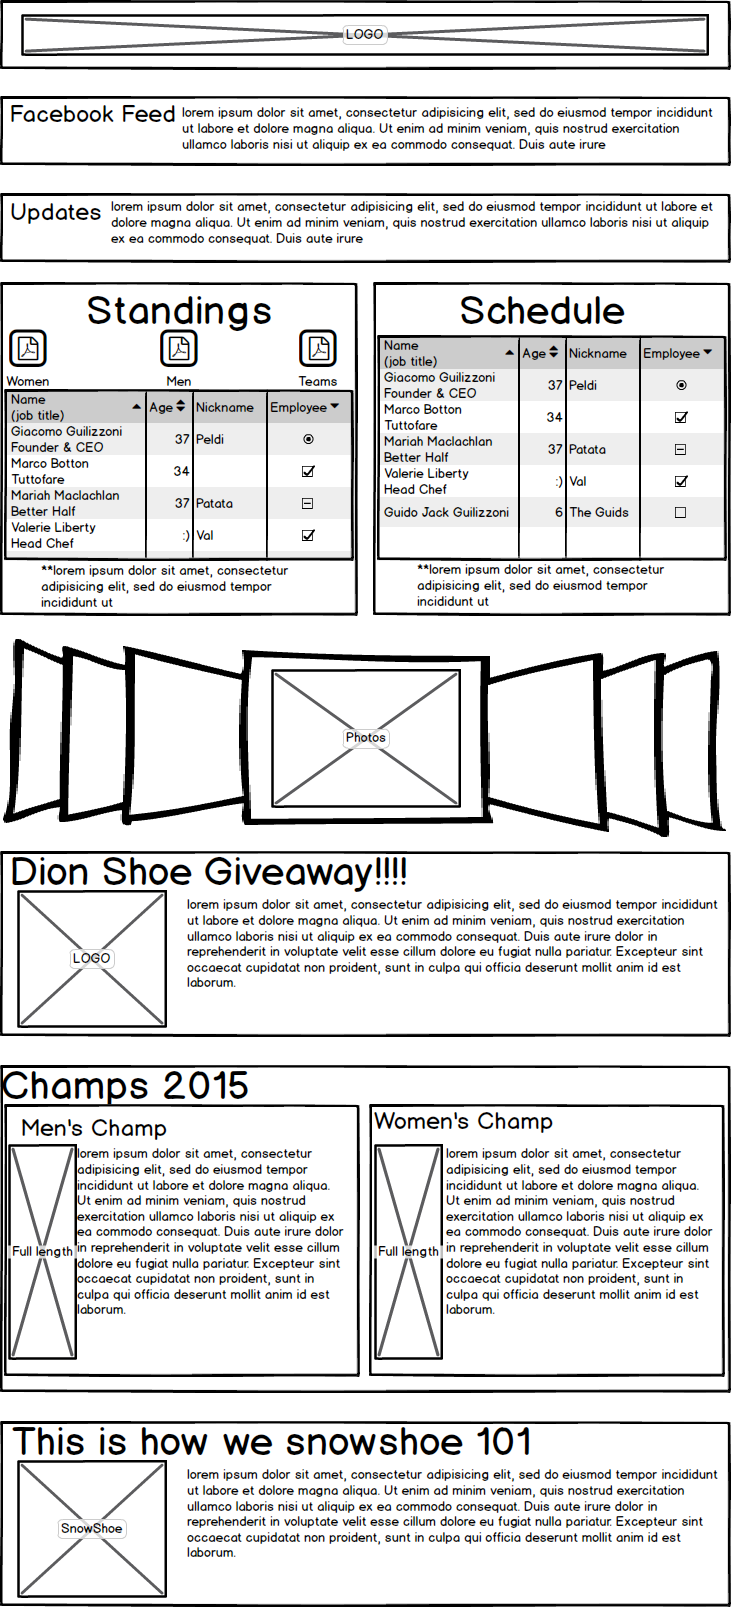 LOGO
Facebook Feed
lorem ipsum dolor sit amet, consectetur adipisicing elit, sed do eiusmod tempor incididunt
ut labore et dolore magna aliqua. Ut enim ad minim veniam, quis nostrud exercitation
ullamco laboris nisi ut aliquip ex ea commodo consequat. Duis aute irure
Updates
lorem ipsum dolor sit amet, consectetur adipisicing elit, sed do eiusmod tempor incididunt ut labore et
dolore magna aliqua. Ut enim ad minim veniam, quis nostrud exercitation ullamco laboris nisi ut aliquip
ex ea commodo consequat. Duis aute irure
Standings
Women Men Teams
Name
(job title) Age Nickname Employee
Giacomo Guilizzoni
Founder & CEO 37 Peldi
Marco Botton
Tuttofare 34
Mariah Maclachlan
Better Half 37 Patata
Valerie Liberty
Head Chef :) Val
**lorem ipsum dolor sit amet, consectetur
adipisicing elit, sed do eiusmod tempor
incididunt ut
Schedule
Name
(job title) Age Nickname Employee
Giacomo Guilizzoni
Founder & CEO 37 Peldi
Marco Botton
Tuttofare 34
Mariah Maclachlan
Better Half 37 Patata
Valerie Liberty
Head Chef :) Val
Guido Jack Guilizzoni 6 The Guids
**lorem ipsum dolor sit amet, consectetur
adipisicing elit, sed do eiusmod tempor
incididunt ut
Photos
Dion Shoe Giveaway!!!!
LOGO
lorem ipsum dolor sit amet, consectetur adipisicing elit, sed do eiusmod tempor incididunt
ut labore et dolore magna aliqua. Ut enim ad minim veniam, quis nostrud exercitation
ullamco laboris nisi ut aliquip ex ea commodo consequat. Duis aute irure dolor in
reprehenderit in voluptate velit esse cillum dolore eu fugiat nulla pariatur. Excepteur sint
occaecat cupidatat non proident, sunt in culpa qui officia deserunt mollit anim id est
laborum.
Champs 2015
Men's Champ
Full length
lorem ipsum dolor sit amet, consectetur
adipisicing elit, sed do eiusmod tempor
incididunt ut labore et dolore magna aliqua.
Ut enim ad minim veniam, quis nostrud
exercitation ullamco laboris nisi ut aliquip ex
ea commodo consequat. Duis aute irure dolor
in reprehenderit in voluptate velit esse cillum
dolore eu fugiat nulla pariatur. Excepteur sint
occaecat cupidatat non proident, sunt in
culpa qui officia deserunt mollit anim id est
laborum.
Women's Champ
Full length
lorem ipsum dolor sit amet, consectetur
adipisicing elit, sed do eiusmod tempor
incididunt ut labore et dolore magna aliqua.
Ut enim ad minim veniam, quis nostrud
exercitation ullamco laboris nisi ut aliquip ex
ea commodo consequat. Duis aute irure dolor
in reprehenderit in voluptate velit esse cillum
dolore eu fugiat nulla pariatur. Excepteur sint
occaecat cupidatat non proident, sunt in
culpa qui officia deserunt mollit anim id est
laborum.
This is how we snowshoe 101
SnowShoe
lorem ipsum dolor sit amet, consectetur adipisicing elit, sed do eiusmod tempor incididunt
ut labore et dolore magna aliqua. Ut enim ad minim veniam, quis nostrud exercitation
ullamco laboris nisi ut aliquip ex ea commodo consequat. Duis aute irure dolor in
reprehenderit in voluptate velit esse cillum dolore eu fugiat nulla pariatur. Excepteur sint
occaecat cupidatat non proident, sunt in culpa qui officia deserunt mollit anim id est
laborum.